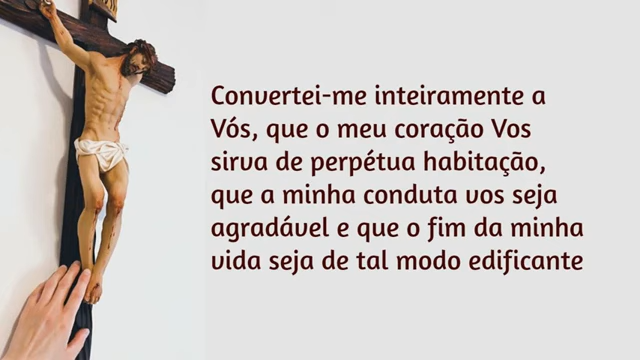 Convertei-me inteiramente a
Vós, que o meu coração Vos
sirva de perpétua habitação,
que a minha conduta vos seja
agradável e que o fim da minha
vida seja de tal modo edificante